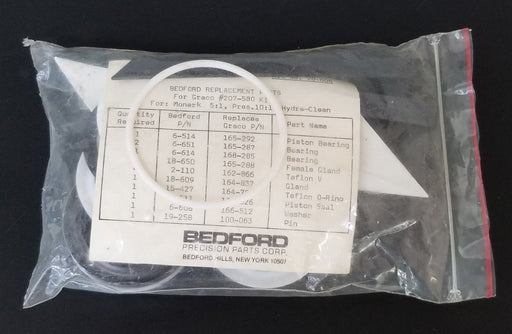 BEDFORD REPLACEMENT PARTS
For Graco #207-580 Kit
For: Monark 5:1, Pres.10:1 Hydra-Clean
Quantity Required Bedford P/N Replaces Graco P/N Part Name
1 6-514 166-292 Piston Bearing
2 6-651 165-287 Bearing
1 6-614 168-285 Bearing
18-650 165-288 Female Gland
2-110 162-866 Teflon V
18-609 164-837 Gland
Teflon O-Ring
Piston Seal
6-606 166-512 Washer
1 19-258 100-063 Pin
BEDFORD
PRECISION PARTS CORP.
BEDFORD HILLS, NEW YORK 10507